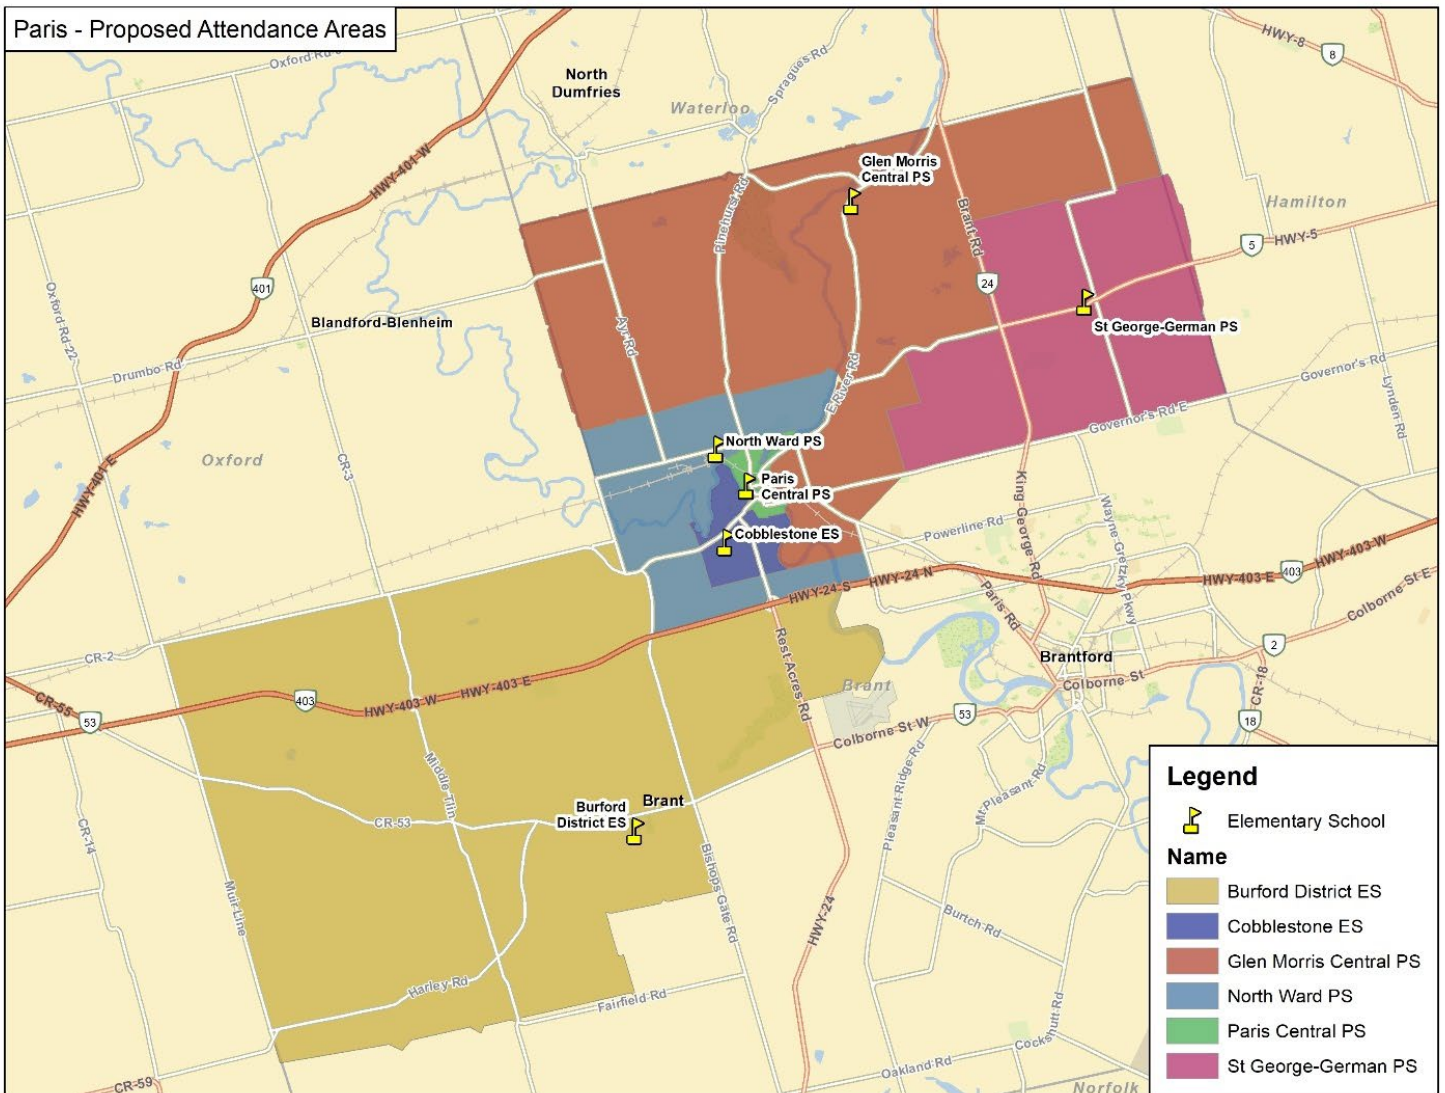 Paris - Proposed Attendance Areas
HWY-8
8
Oxford Rd
North
Dumfries
Waterloo
Spragues Rd
HWY-401 W
Glen Morris
Central PS
Pinehurst Rd
Brant Rd
Hamilton
5
HWY-5
401
24
Oxford Rd 22
Blandford-Blenheim
Ayr Rd
St George-German PS
Drumbo Rd
E River Rd
Governor's Rd
Lynden Rd
Governor's Rd E
HWY-401 E
Oxford
CR-3
North Ward PS
Paris
Central PS
King George Rd
Wayne Gretzky Pkwy
Powerline Rd
Cobblestone ES
HWY-403 W
HWY-403 E
403
HWY-24 S
HWY-24 N
Paris Rd
Colborne St E
2
CR-2
Rest Acres Rd
Brantford
Brant
Colborne St
CR-18
CR-55
53
403
HWY-403 W
HWY-403 E
53
18
Colborne St W
Middle Tlin
Pleasant Ridge Rd
Mt Pleasant Rd
Brant
Burford
District ES
CR-53
CR-14
Muir Line
Bishops Gate Rd
HWY-24
Burtch Rd
Harley Rd
Fairfield Rd
Cockshutt Rd
Oakland Rd
CR-59
Norfolk
Legend
Elementary School
Name
Burford District ES
Cobblestone ES
Glen Morris Central PS
North Ward PS
Paris Central PS
St George-German PS